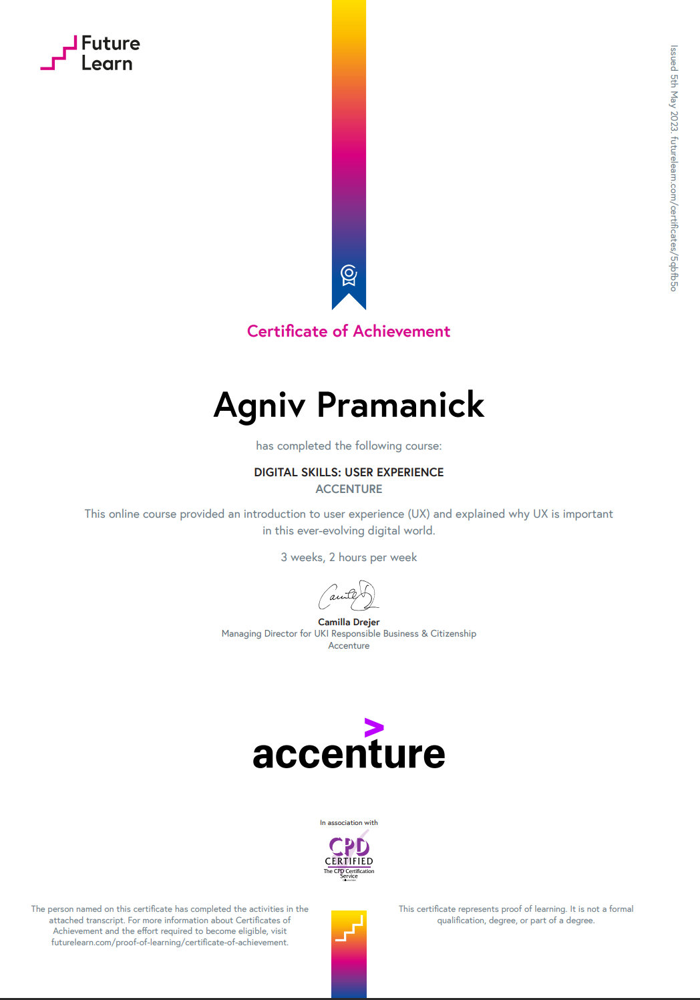 Future
Learn
Issued 5th May 2023. futurelearn.com/certificates/5qbfb5o
Certificate of Achievement
Agniv Pramanick
has completed the following course:
DIGITAL SKILLS: USER EXPERIENCE
ACCENTURE
This online course provided an introduction to user experience (UX) and explained why UX is important
in this ever-evolving digital world.
3 weeks, 2 hours per week
Camilla Drejer
Managing Director for UKI Responsible Business & Citizenship
Accenture
accenture
In association with
CPD
CERTIFIED
The CPD Certification
Service
The person named on this certificate has completed the activities in the
attached transcript. For more information about Certificates of
Achievement and the effort required to become eligible, visit
futurelearn.com/proof-of-learning/certificate-of-achievement.
This certificate represents proof of learning. It is not a formal
qualification, degree, or part of a degree.